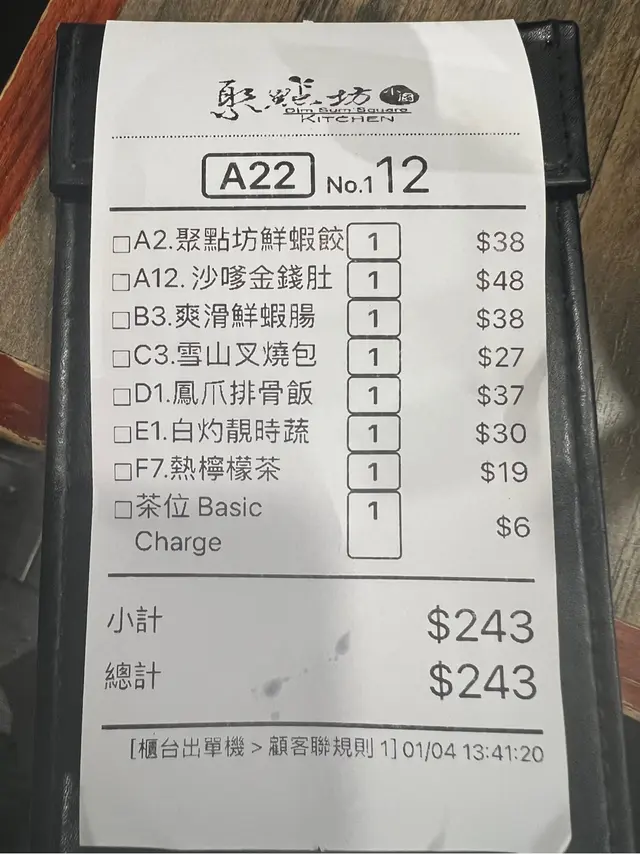 聚點坊 小厨
Dim Sum Square
KITCHEN
A22 No.112
□A2.聚點坊鮮蝦餃 1 $38
□A12. 沙嗲金錢肚 1 $48
□B3.爽滑鮮蝦腸 1 $38
□C3.雪山叉燒包 1 $27
□D1.鳳爪排骨飯 1 $37
□E1.白灼靚時蔬 1 $30
□F7.熱檸檬茶 1 $19
□茶位 Basic 1 $6
Charge
小計 $243
總計 $243
[櫃台出單機 > 顧客聯規則 1] 01/04 13:41:20